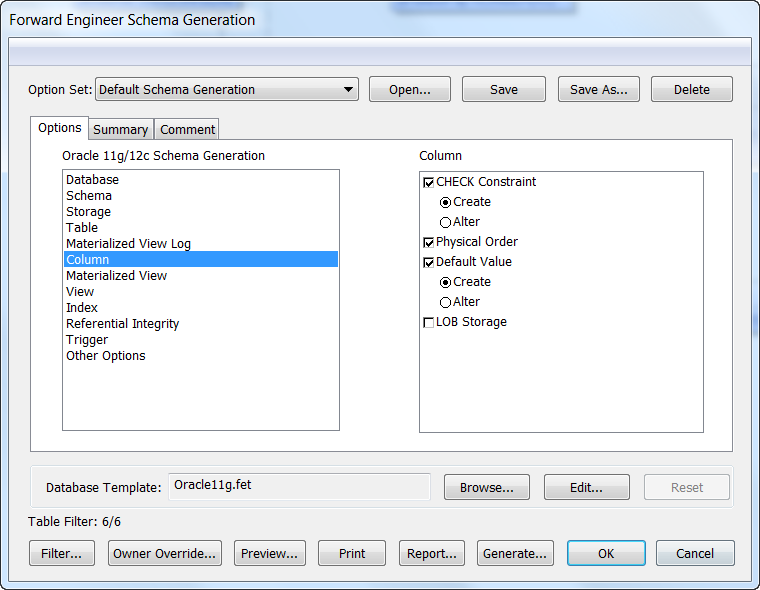 Forward Engineer Schema Generation
Option Set: Default Schema Generation Open... Save Save As... Delete
Options Summary Comment
Oracle 11g/12c Schema Generation
Database
Schema
Storage
Table
Materialized View Log
Column
Materialized View
View
Index
Referential Integrity
Trigger
Other Options
Column
CHECK Constraint
Create
Alter
Physical Order
Default Value
Create
Alter
LOB Storage
Database Template: Oracle11g.fet Browse... Edit... Reset
Table Filter: 6/6
Filter... Owner Override... Preview... Print Report... Generate... OK Cancel